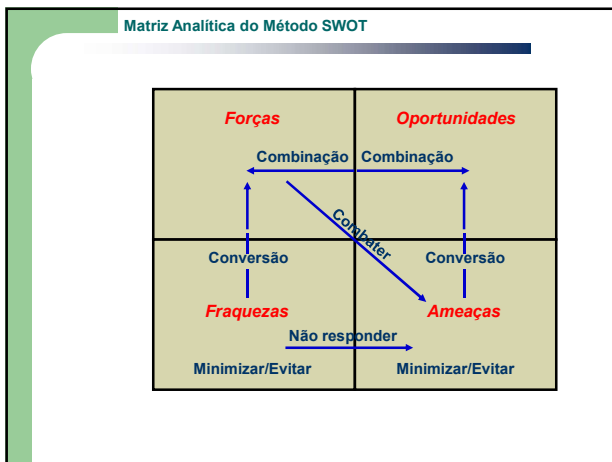 Matriz Analítica do Método SWOT
Forças
Oportunidades
Combinação
Combinação
Combater
Conversão
Conversão
Fraquezas
Ameaças
Não responder
Minimizar/Evitar
Minimizar/Evitar